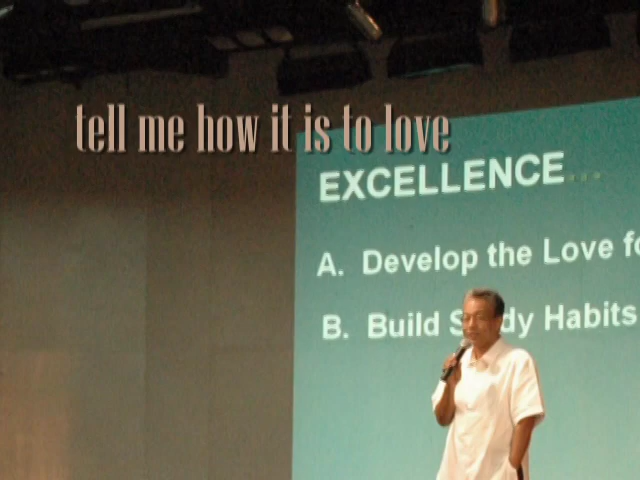 tell me how it is to love
EXCELLENCE...
A. Develop the Love fo
B. Build S dy Habits